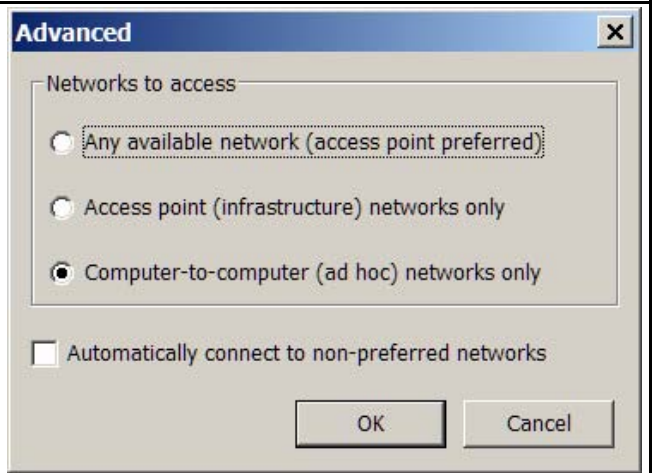 Advanced
Networks to access
Any available network (access point preferred)
Access point (infrastructure) networks only
Computer-to-computer (ad hoc) networks only
Automatically connect to non-preferred networks
OK Cancel